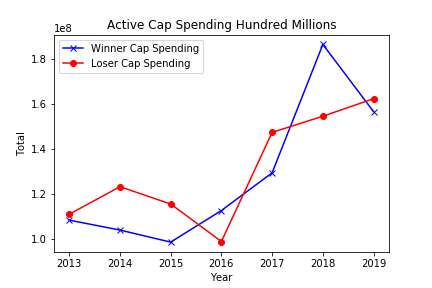 Active Cap Spending Hundred Millions
1e8
Winner Cap Spending
Loser Cap Spending
1.8
1.6
1.4
1.2
1.0
Total
2013 2014 2015 2016 2017 2018 2019
Year